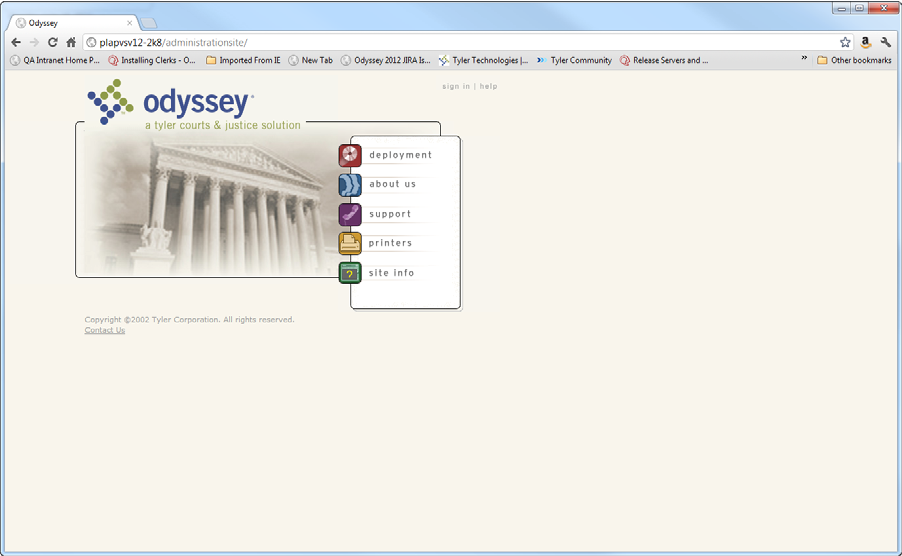 Odyssey
plapvsv12-2k8/administrationsite/
QA Intranet Home P... Installing Clerks - O... Imported From IE New Tab Odyssey 2012 JIRA Is... Tyler Technologies |... Tyler Community Release Servers and ... » Other bookmarks
sign in | help
odyssey
a tyler courts & justice solution
deployment
about us
support
printers
site info
Copyright ©2002 Tyler Corporation. All rights reserved.
Contact Us